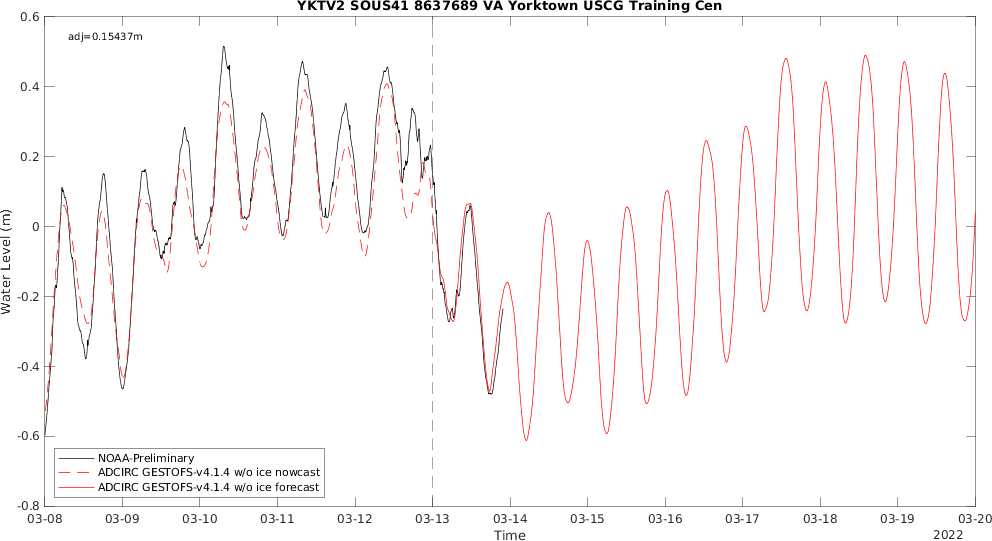 YKTV2 SOUS41 8637689 VA Yorktown USCG Training Cen
adj=0.15437m
0.6
0.4
0.2
0
-0.2
-0.4
-0.6
-0.8
Water Level (m)
NOAA-Preliminary
ADCIRC GESTOFS-v4.1.4 w/o ice nowcast
ADCIRC GESTOFS-v4.1.4 w/o ice forecast
03-08 03-09 03-10 03-11 03-12 03-13 03-14 03-15 03-16 03-17 03-18 03-19 03-20
Time
2022